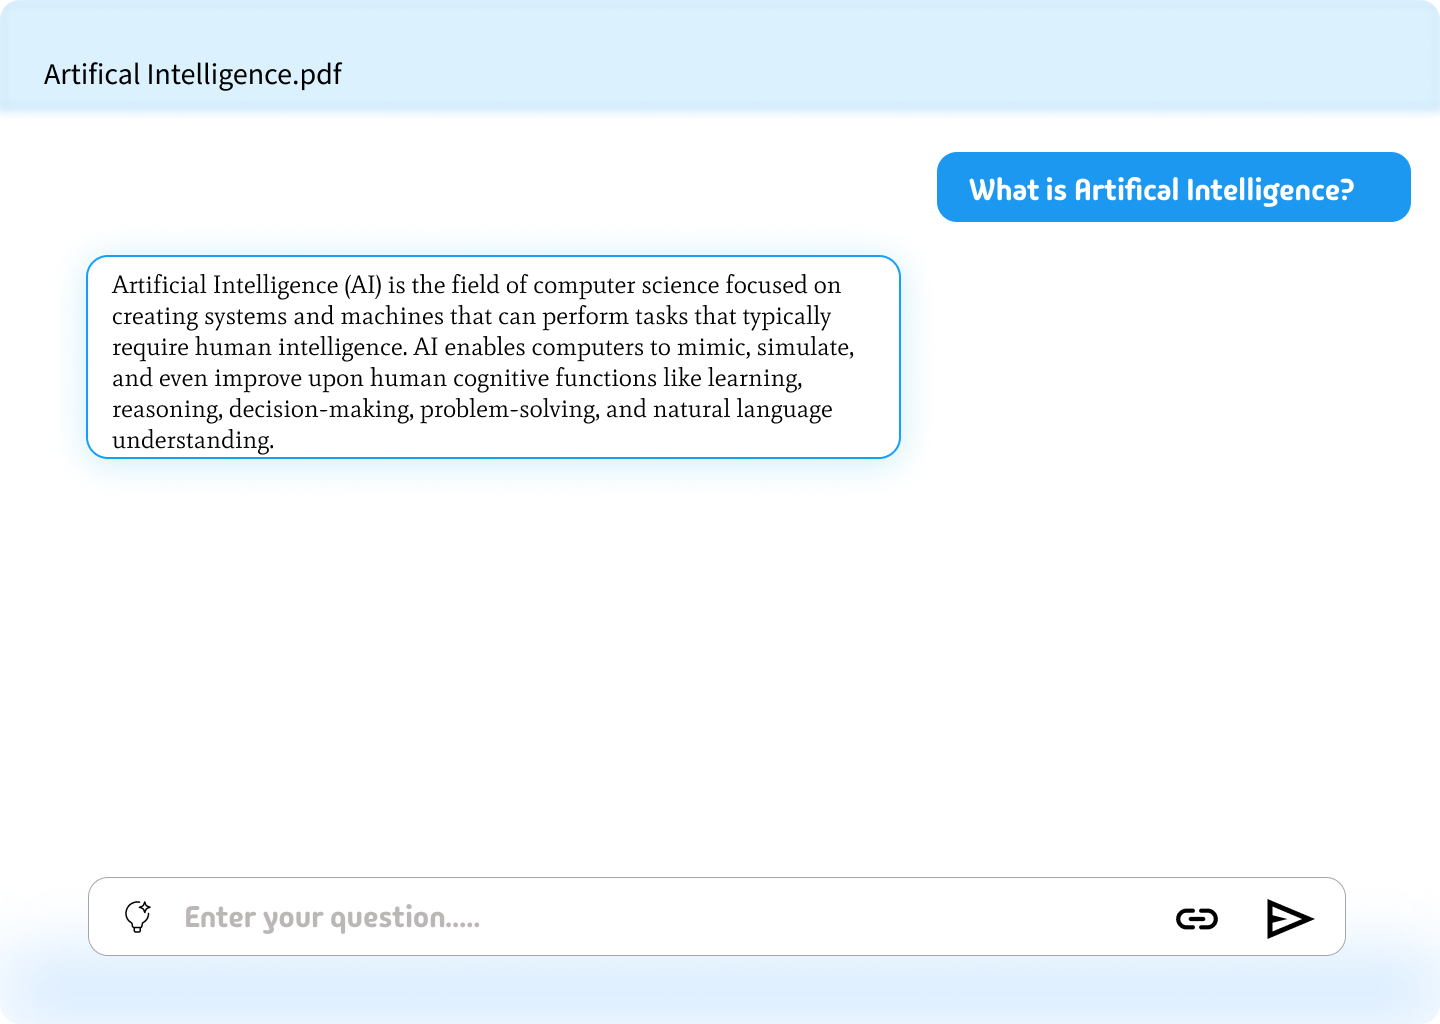 Artifical Intelligence.pdf
What is Artifical Intelligence?
Artificial Intelligence (AI) is the field of computer science focused on
creating systems and machines that can perform tasks that typically
require human intelligence. AI enables computers to mimic, simulate,
and even improve upon human cognitive functions like learning,
reasoning, decision-making, problem-solving, and natural language
understanding.
Enter your question.....